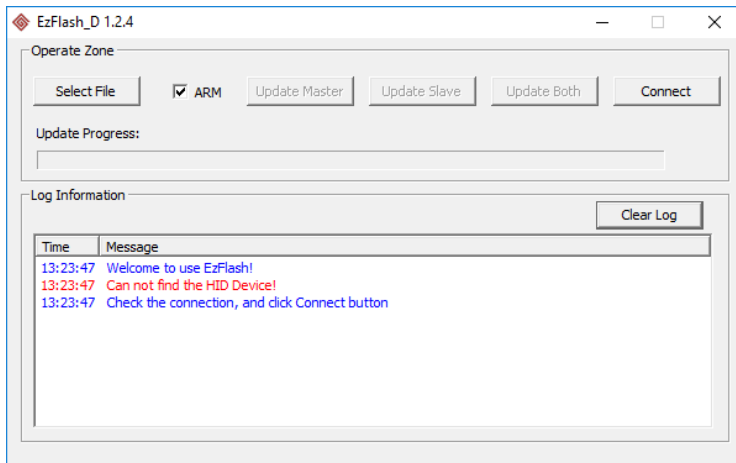 EzFlash_D 1.2.4
Operate Zone
Select File ARM Update Master Update Slave Update Both Connect
Update Progress:
Log Information
Clear Log
Time Message
13:23:47 Welcome to use EzFlash!
13:23:47 Can not find the HID Device!
13:23:47 Check the connection, and click Connect button